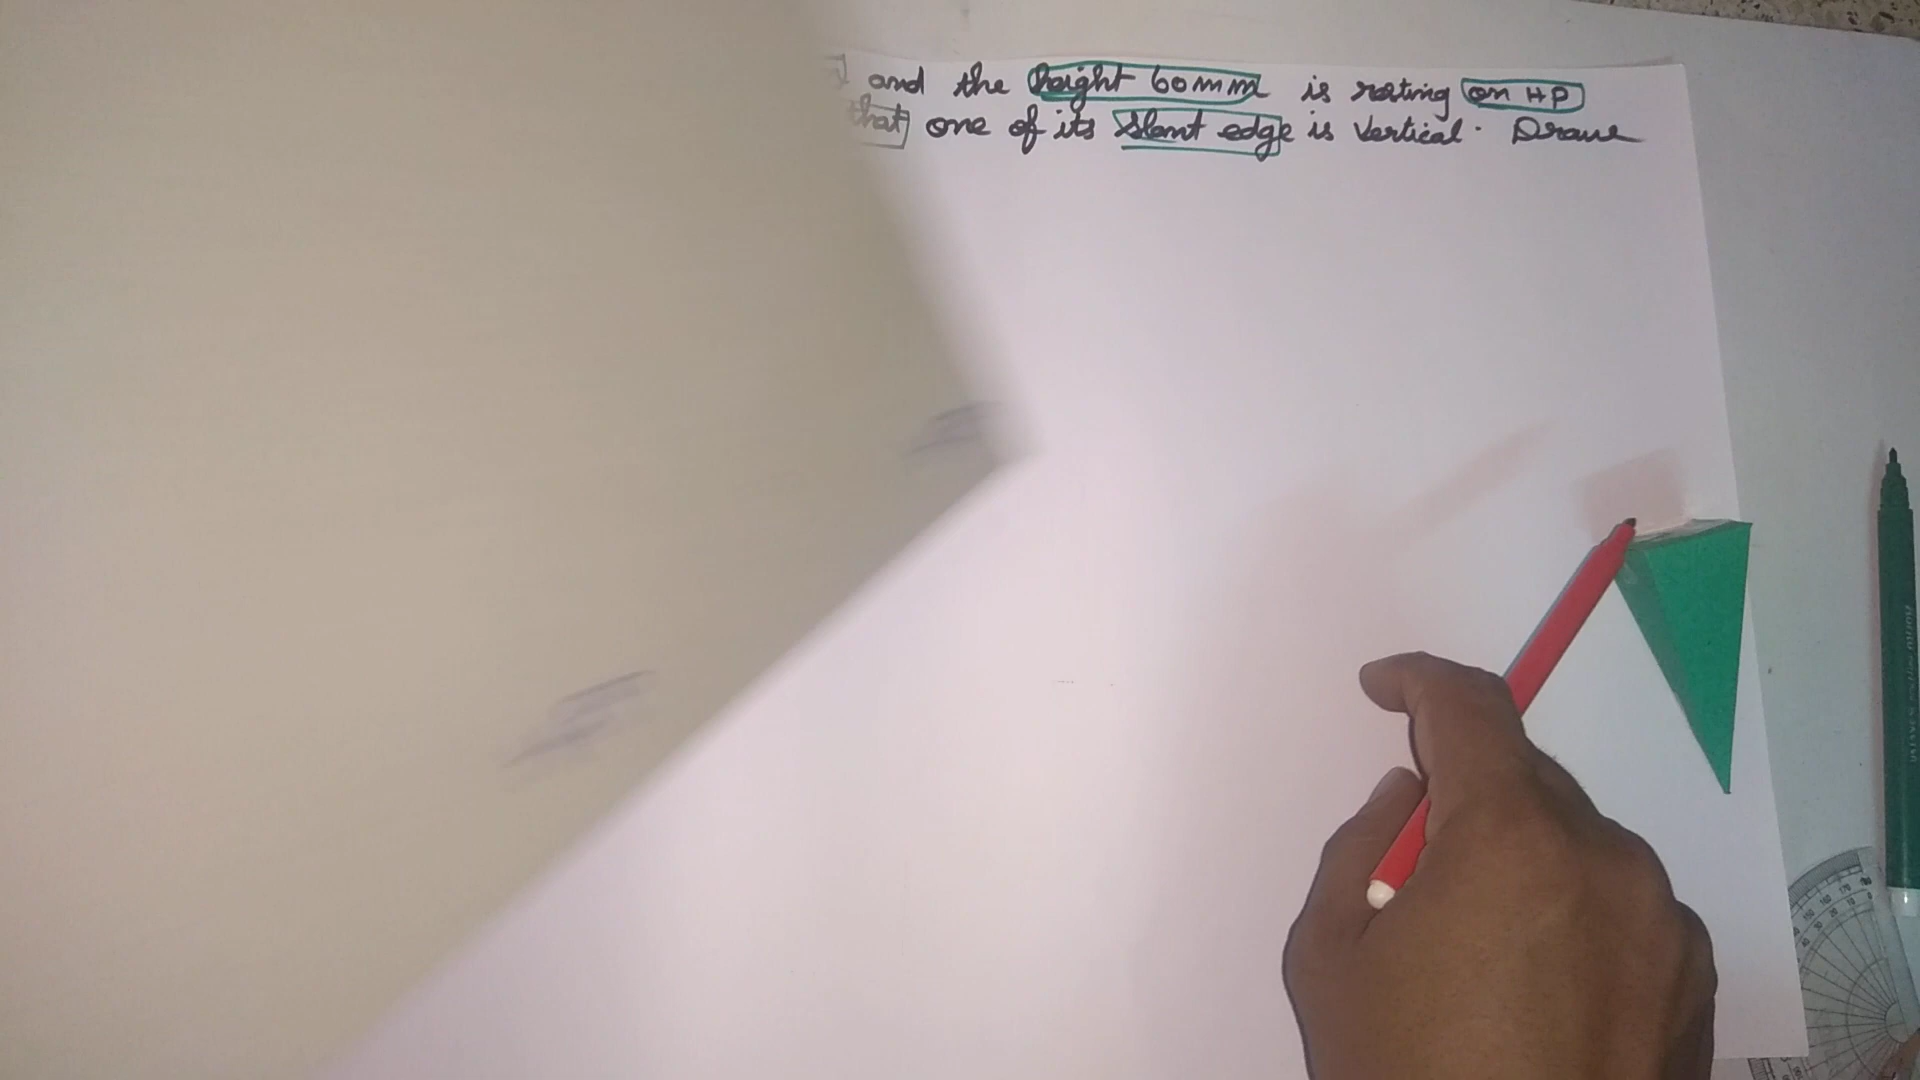 and the height 60mm is resting on HP
that one of its slant edge is vertical. Draw